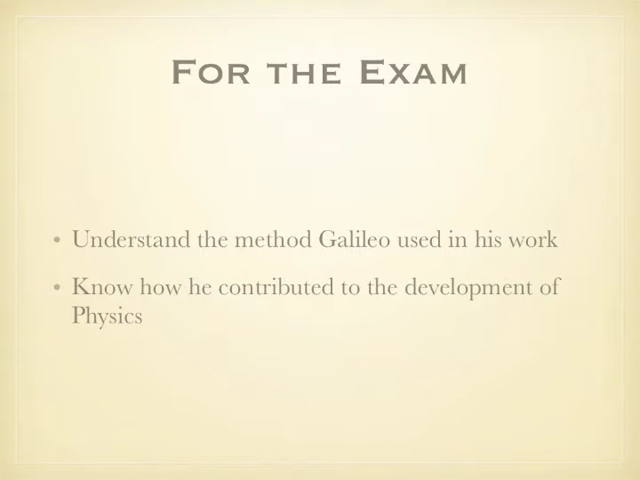 For the Exam
• Understand the method Galileo used in his work
• Know how he contributed to the development of
Physics